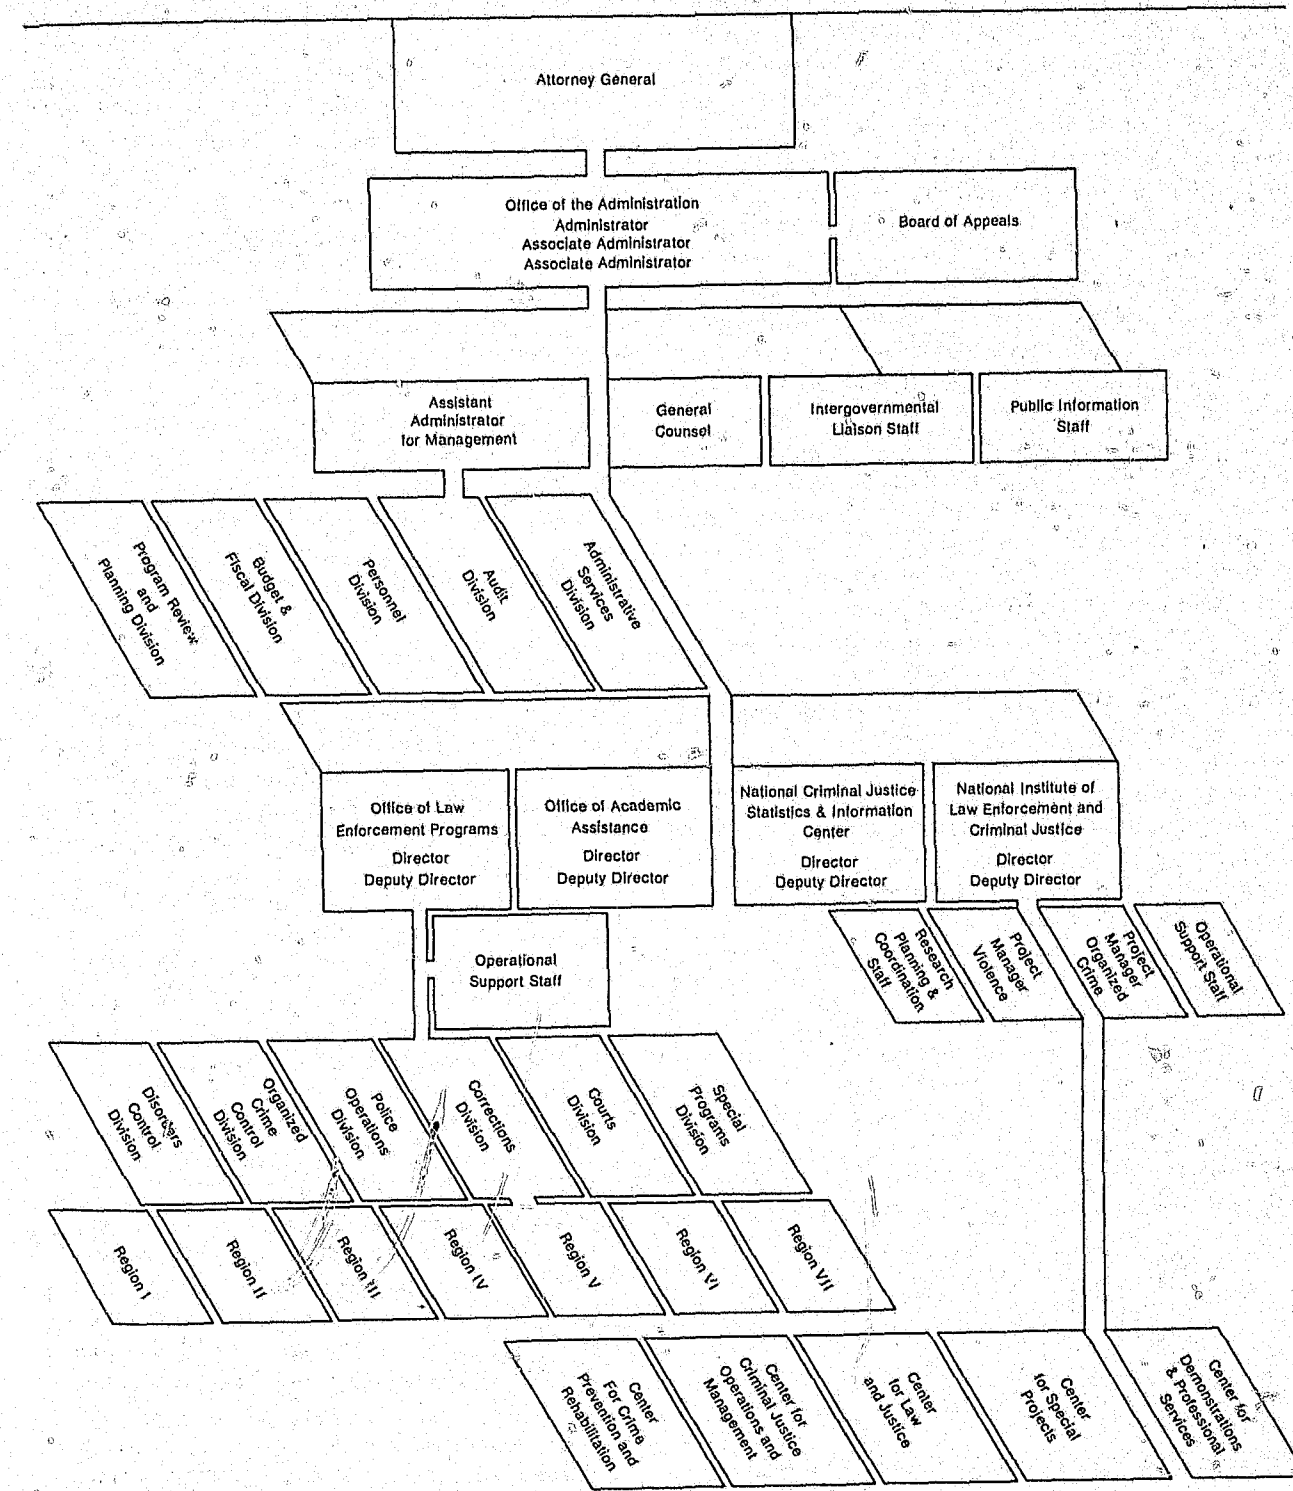 Attorney General
Office of the Administration
Administrator
Associate Administrator
Associate Administrator
Board of Appeals
Assistant
Administrator
for Management
General
Counsel
Intergovernmental
Liaison Staff
Public Information
Staff
Program Review
and
Planning Division
Budget &
Fiscal Division
Personnel
Division
Audit
Division
Administrative
Services
Division
Office of Law
Enforcement Programs
Director
Deputy Director
Office of Academic
Assistance
Director
Deputy Director
National Criminal Justice
Statistics & Information
Center
Director
Deputy Director
National Institute of
Law Enforcement and
Criminal Justice
Director
Deputy Director
Operational
Support Staff
Research
Planning &
Coordination
Staff
Project
Manager
Violence
Project
Manager
Organized
Crime
Operational
Support Staff
Disorders
Control
Division
Organized
Crime
Control
Division
Police
Operations
Division
Corrections
Division
Courts
Division
Special
Programs
Division
Region I
Region II
Region III
Region IV
Region V
Region VI
Region VII
Center
For Crime
Prevention and
Rehabilitation
Center for
Criminal Justice
Operations and
Management
Center
for Law
and Justice
Center
for Special
Projects
Center for
Demonstrations
& Professional
Services